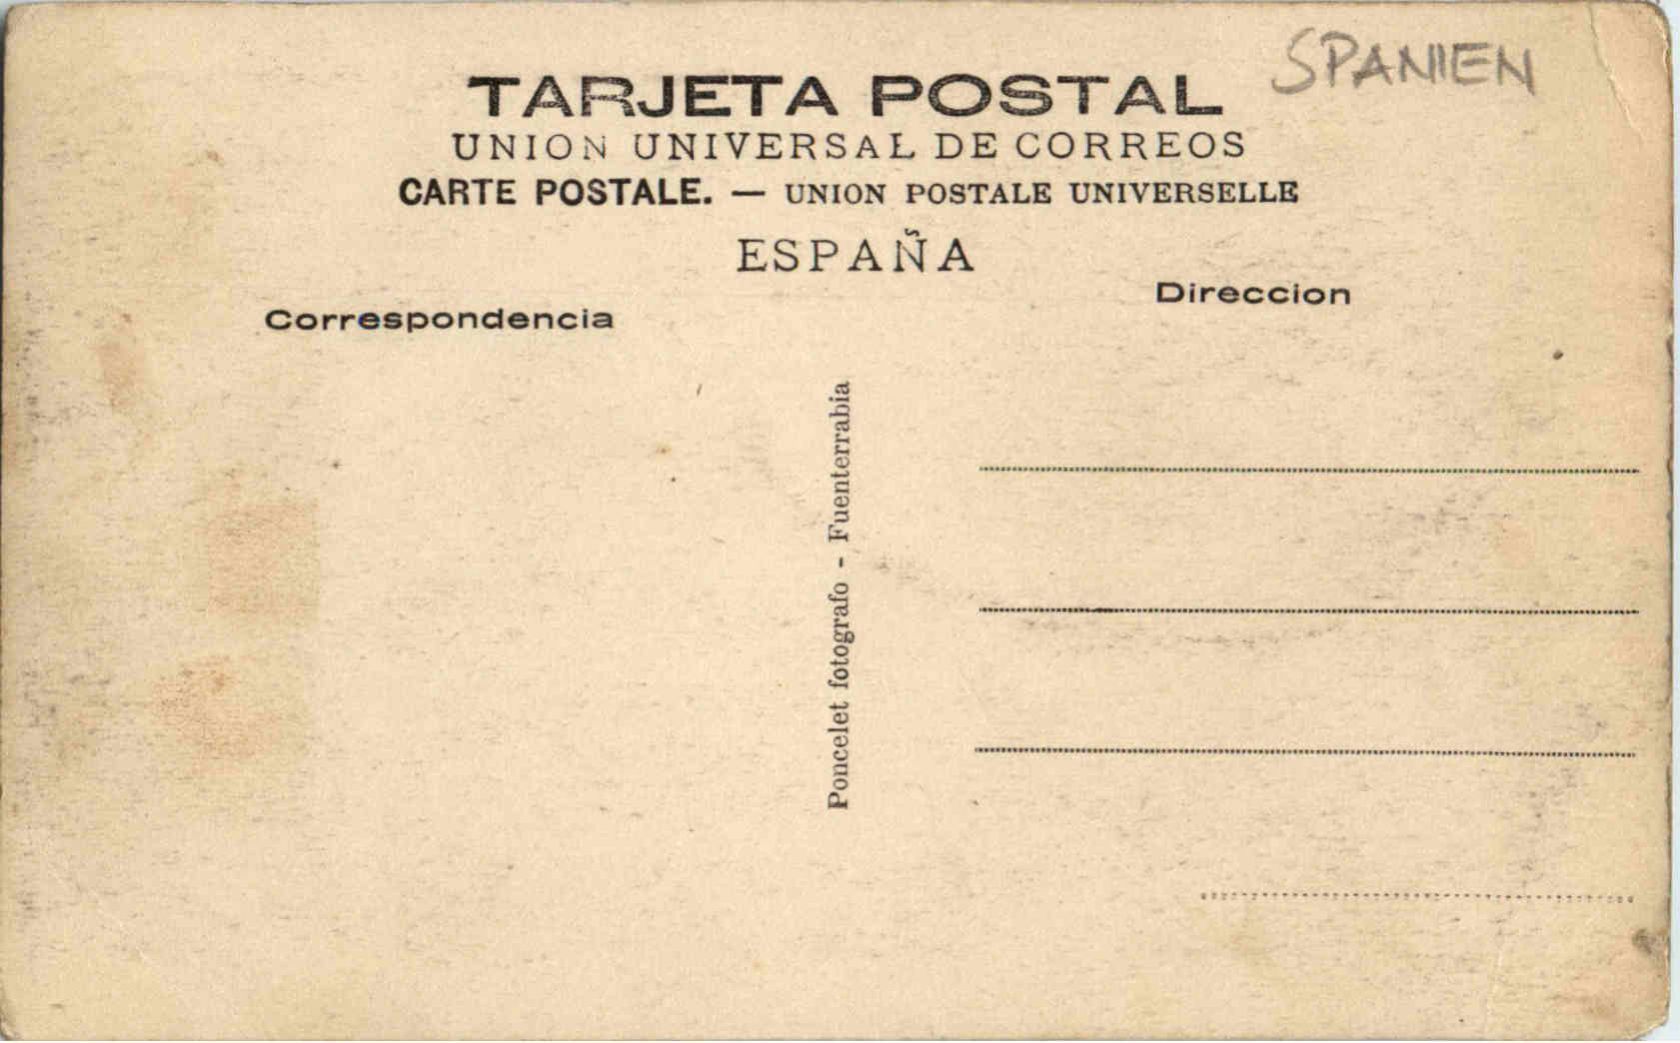 SPANIEN
TARJETA POSTAL
UNION UNIVERSAL DE CORREOS
CARTE POSTALE. — UNION POSTALE UNIVERSELLE
ESPAÑA
Correspondencia
Direccion
Poncelet fotografo - Fuenterrabia